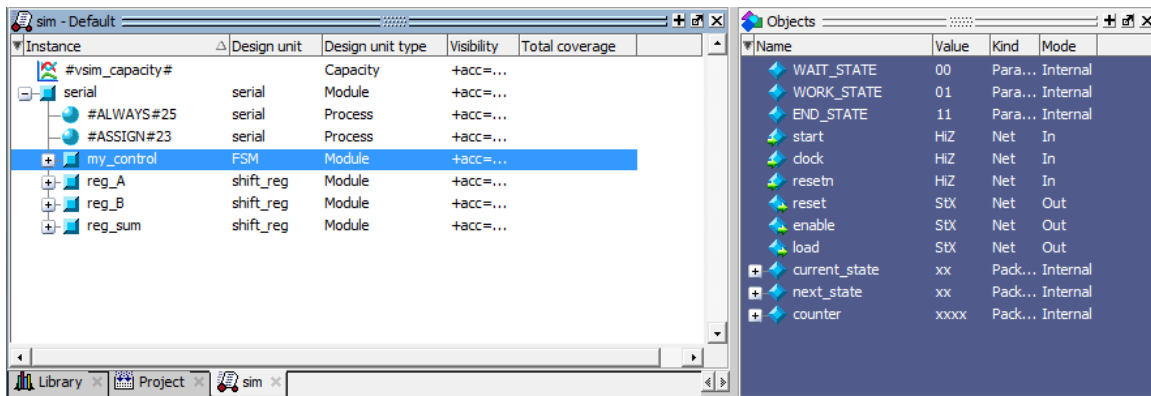 sim - Default
Instance Design unit Design unit type Visibility Total coverage
#vsim_capacity# Capacity +acc=...
serial serial Module +acc=...
#ALWAYS#25 serial Process +acc=...
#ASSIGN#23 serial Process +acc=...
my_control FSM Module +acc=...
reg_A shift_reg Module +acc=...
reg_B shift_reg Module +acc=...
reg_sum shift_reg Module +acc=...
Library Project sim
Objects
Name Value Kind Mode
WAIT_STATE 00 Para... Internal
WORK_STATE 01 Para... Internal
END_STATE 11 Para... Internal
start HiZ Net In
clock HiZ Net In
resetn HiZ Net In
reset StX Net Out
enable StX Net Out
load StX Net Out
current_state xx Pack... Internal
next_state xx Pack... Internal
counter xxxx Pack... Internal